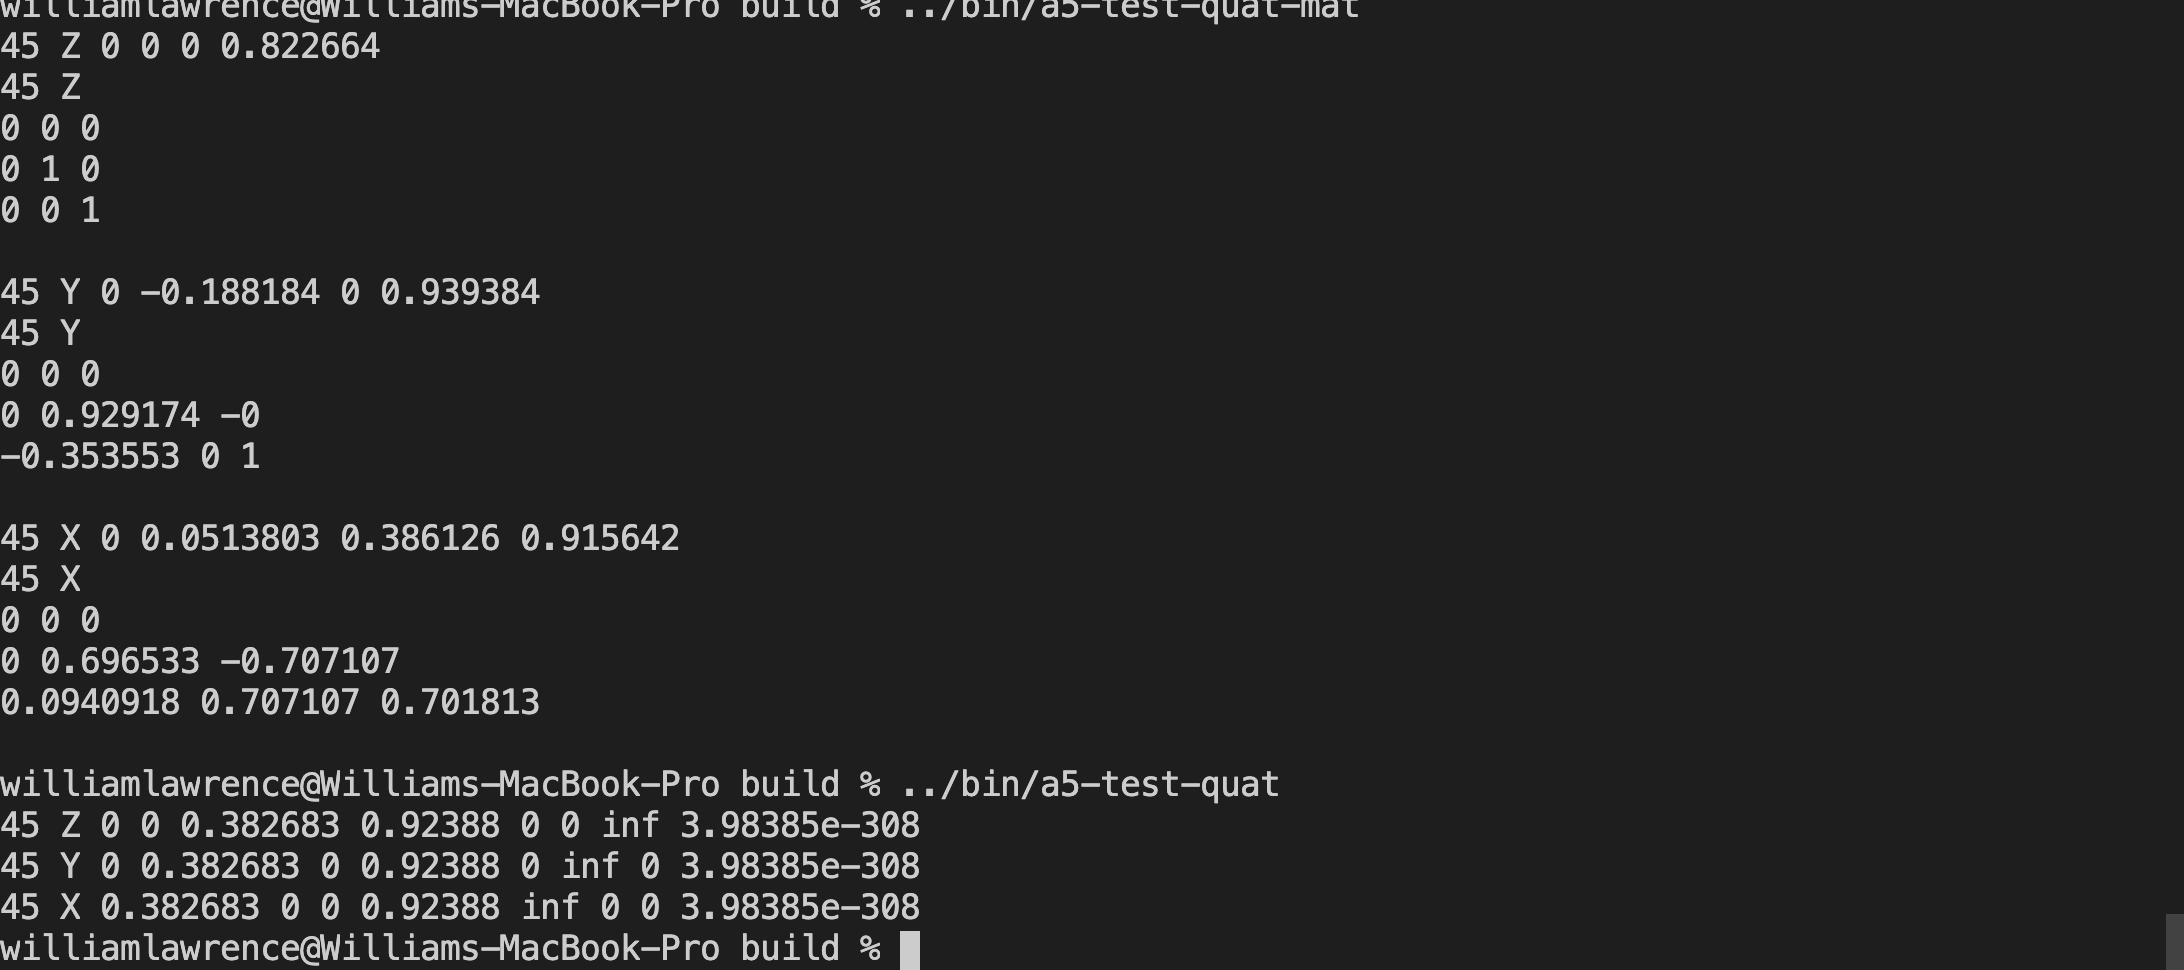 williamlawrence@Williams-MacBook-Pro build % ../bin/a5-test-quat-mat
45 Z 0 0 0 0.822664
45 Z
0 0 0
0 1 0
0 0 1
45 Y 0 -0.188184 0 0.939384
45 Y
0 0 0
0 0.929174 -0
-0.353553 0 1
45 X 0 0.0513803 0.386126 0.915642
45 X
0 0 0
0 0.696533 -0.707107
0.0940918 0.707107 0.701813
williamlawrence@Williams-MacBook-Pro build % ../bin/a5-test-quat
45 Z 0 0 0.382683 0.92388 0 0 inf 3.98385e-308
45 Y 0 0.382683 0 0.92388 0 inf 0 3.98385e-308
45 X 0.382683 0 0 0.92388 inf 0 0 3.98385e-308
williamlawrence@Williams-MacBook-Pro build %